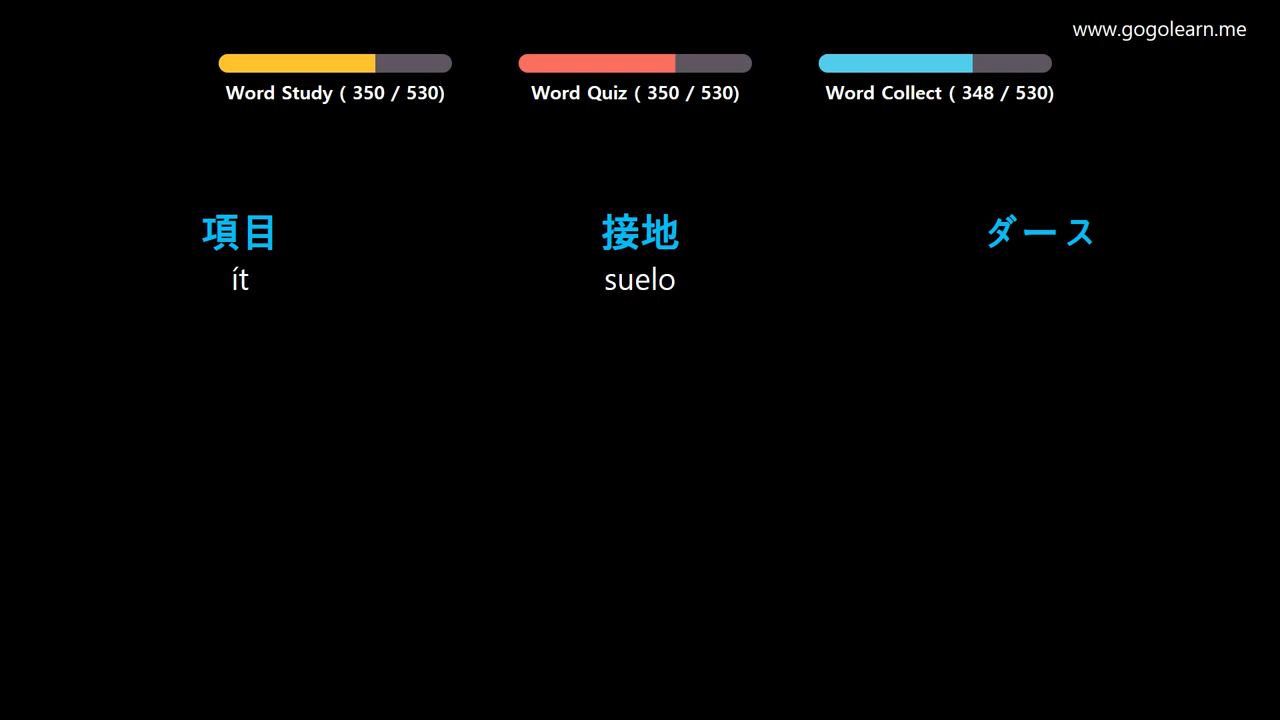 www.gogolearn.me
Word Study ( 350 / 530)
Word Quiz ( 350 / 530)
Word Collect ( 348 / 530)
項目
接地
ダース
ít
suelo